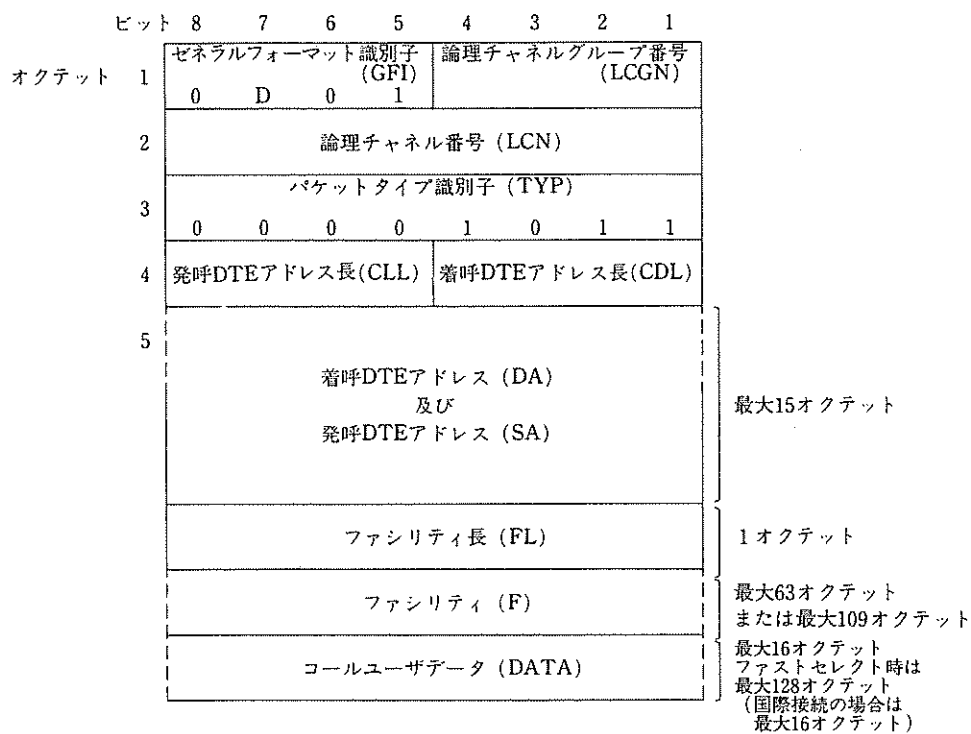 ビット 8 7 6 5 4 3 2 1
ゼネラルフォーマット識別子 論理チャネルグループ番号
(GFI) (LCGN)
オクテット 1
0 D 0 1
2 論理チャネル番号 (LCN)
パケットタイプ識別子 (TYP)
3
0 0 0 0 1 0 1 1
4 発呼DTEアドレス長(CLL) 着呼DTEアドレス長(CDL)
5
着呼DTEアドレス (DA)
及び
発呼DTEアドレス (SA)
最大15オクテット
ファシリティ長 (FL) 1オクテット
ファシリティ (F)
最大63オクテット
または最大109オクテット
コールユーザデータ (DATA)
最大16オクテット
ファストセレクト時は
最大128オクテット
(国際接続の場合は
最大16オクテット)